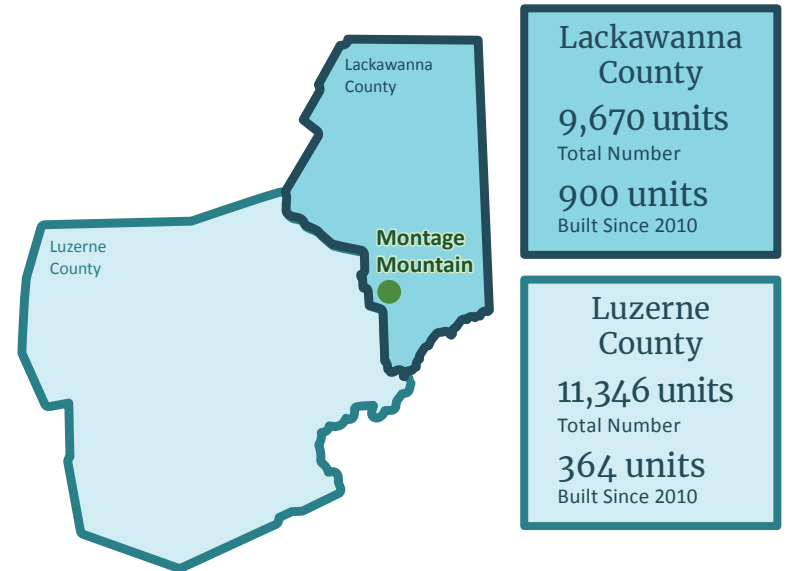 Lackawanna
County
Luzerne
County
Montage
Mountain
Lackawanna
County
9,670 units
Total Number
900 units
Built Since 2010
Luzerne
County
11,346 units
Total Number
364 units
Built Since 2010